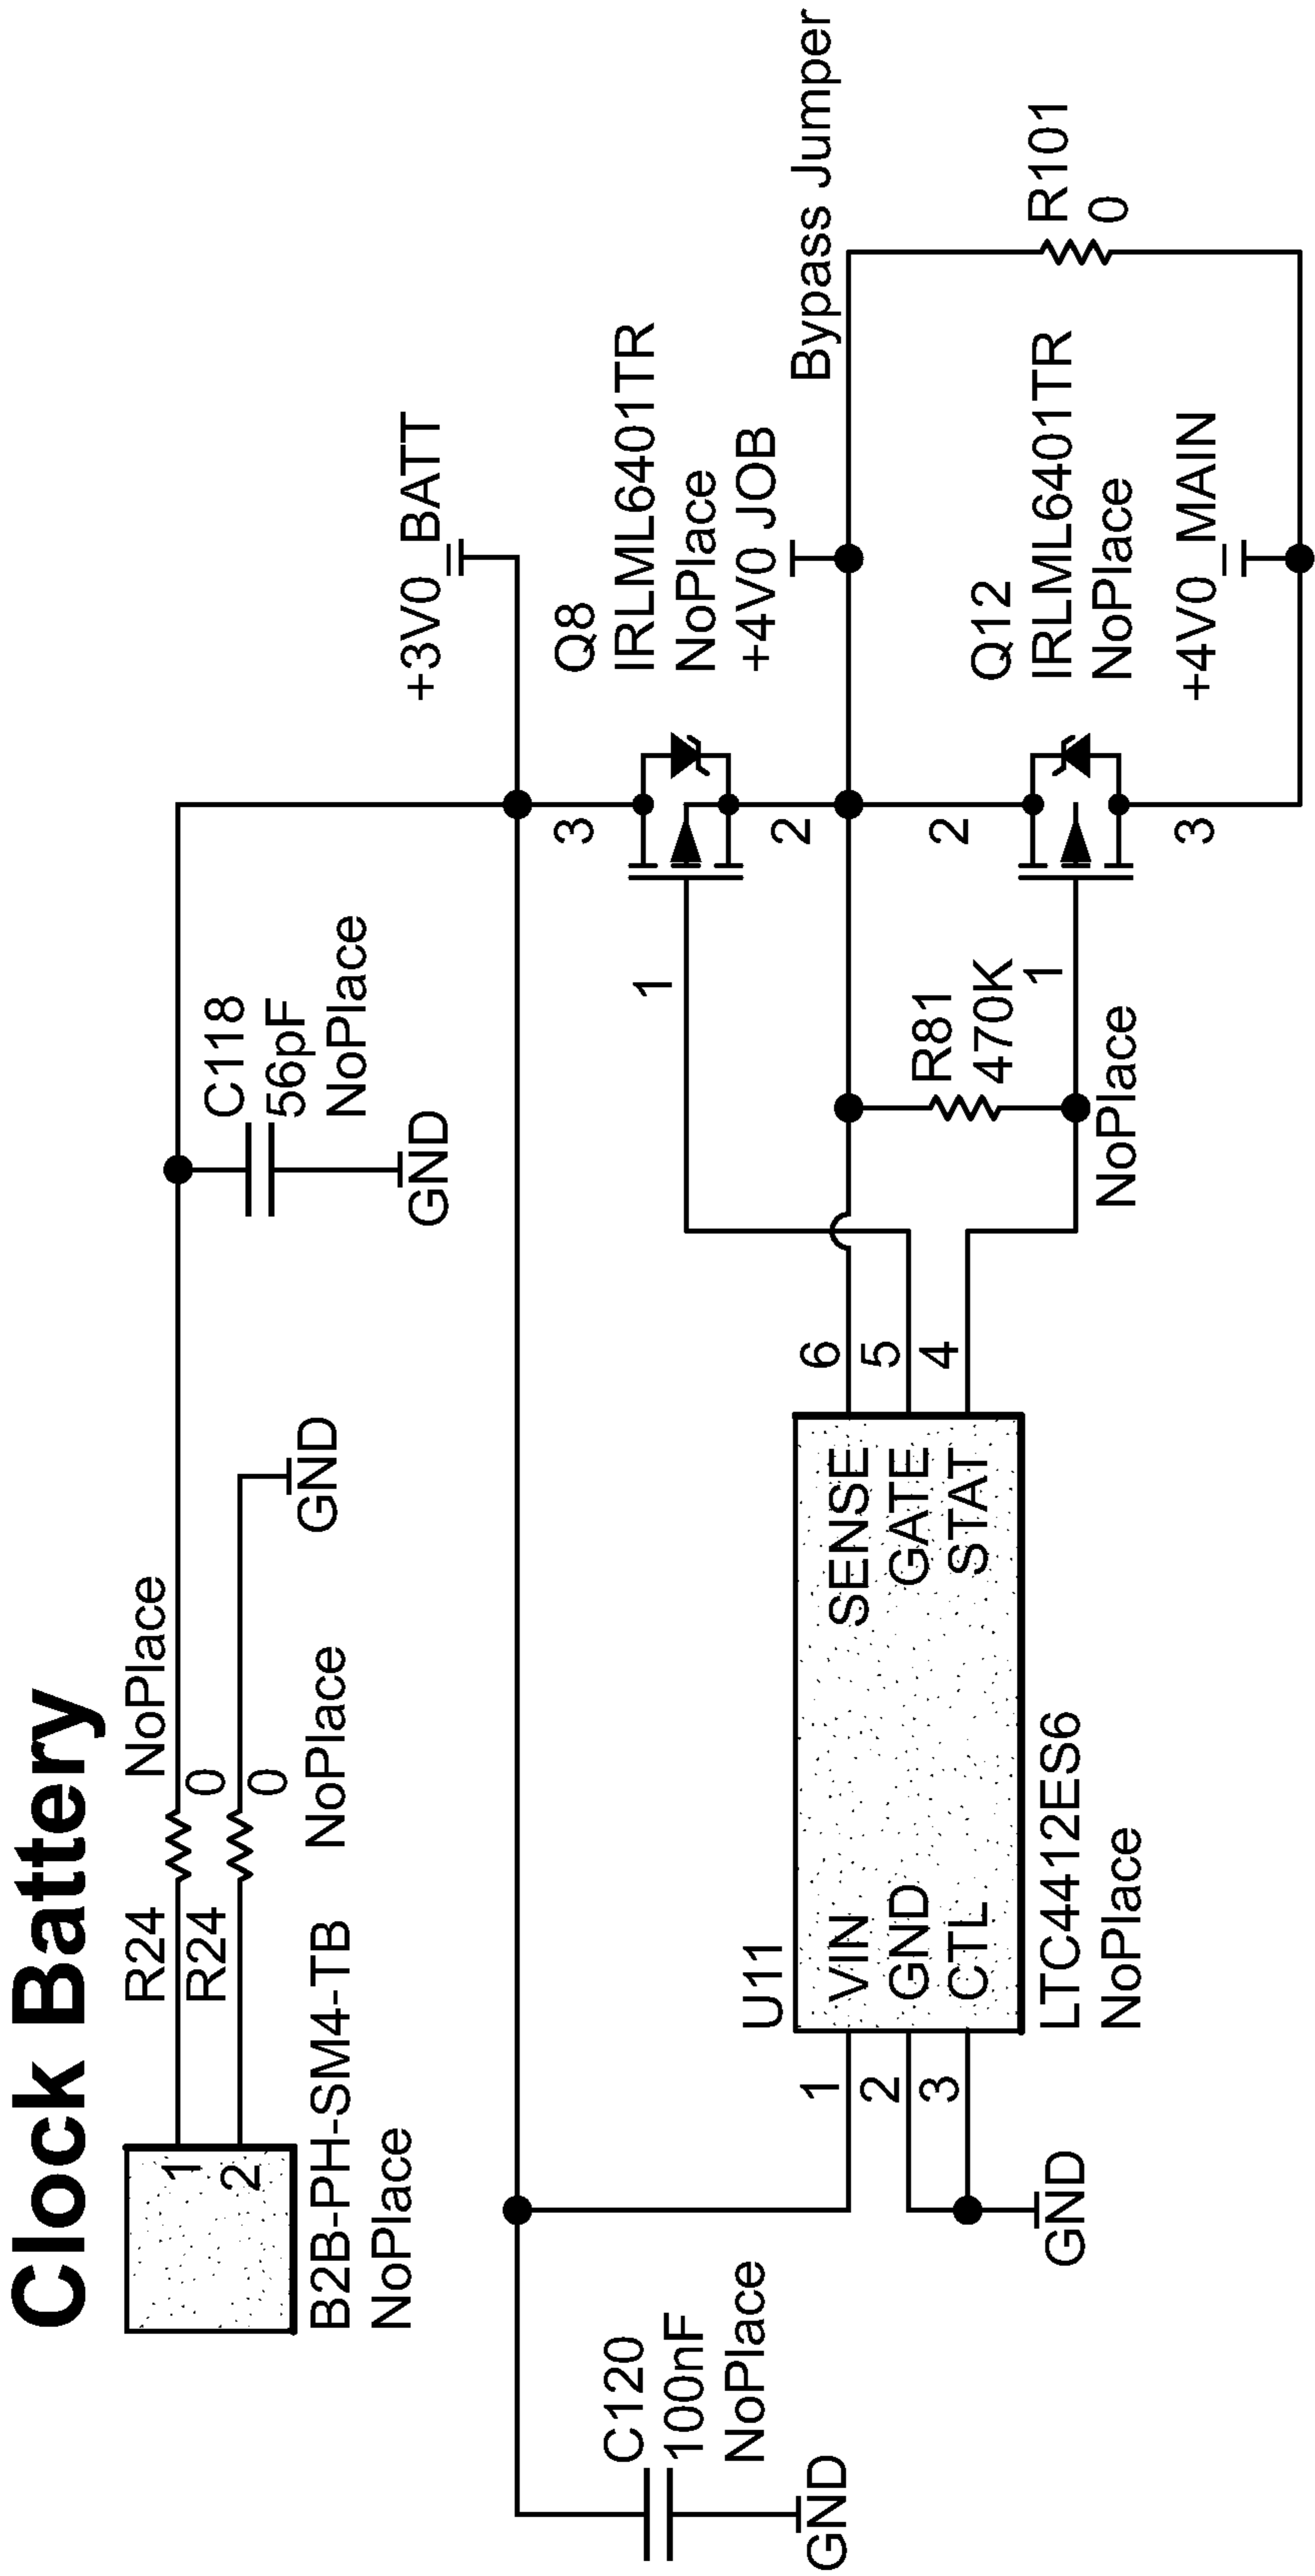 Clock Battery
R24
NoPlace
R24
0
0
1
2
B2B-PH-SM4-TB
NoPlace
NoPlace
GND
C118
56pF
NoPlace
GND
+3V0_BATT
C120
100nF
NoPlace
GND
3
Q8
IRLML6401TR
NoPlace
+4V0 JOB
1
2
Bypass Jumper
U11
1
VIN
SENSE
6
2
GND
GATE
5
3
CTL
STAT
4
LTC4412ES6
NoPlace
GND
R81
470K
1
NoPlace
2
Q12
IRLML6401TR
NoPlace
3
+4V0_MAIN
R101
0